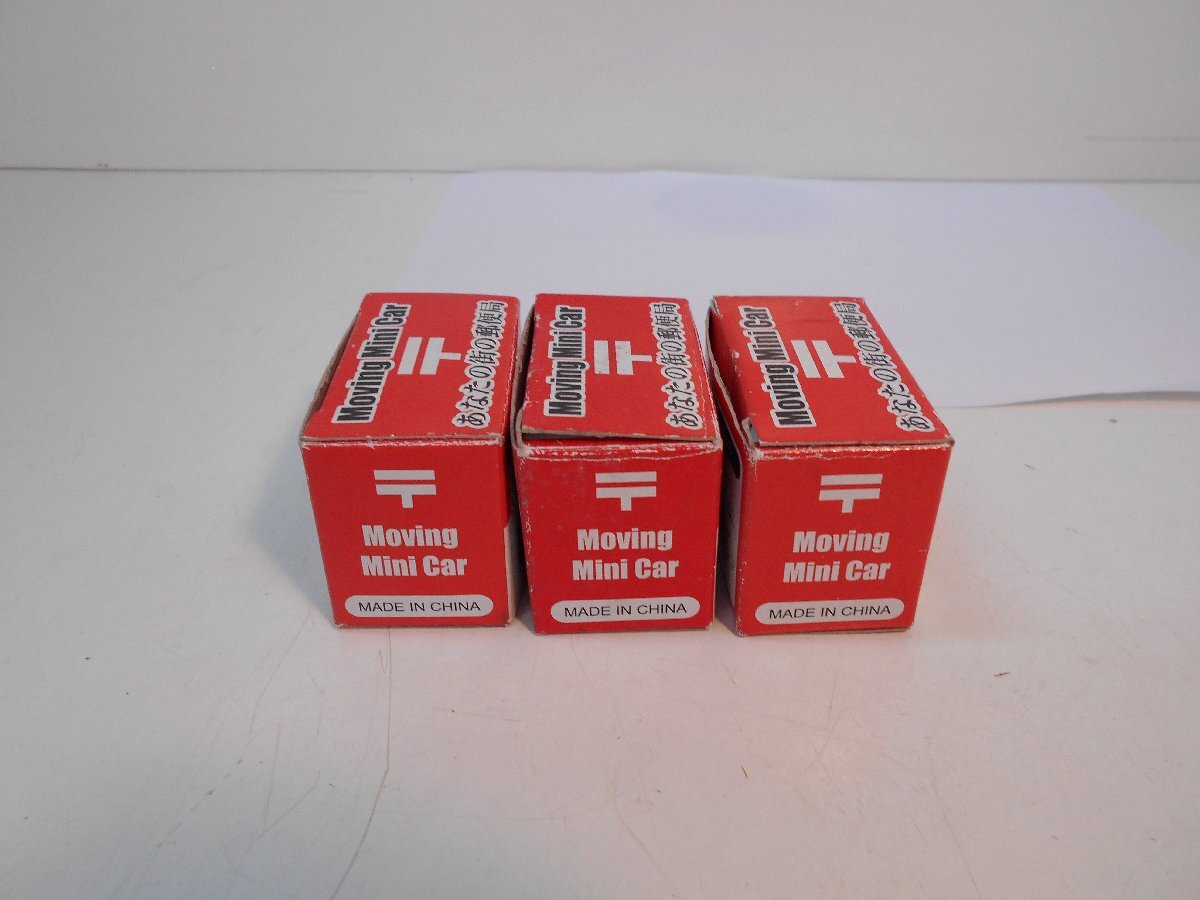 Moving Mini Car
〒
あなたの街の郵便局
〒
Moving
Mini Car
MADE IN CHINA
Moving Mini Car
〒
あなたの街の郵便局
〒
Moving
Mini Car
MADE IN CHINA
Moving Mini Car
〒
あなたの街の郵便局
〒
Moving
Mini Car
MADE IN CHINA